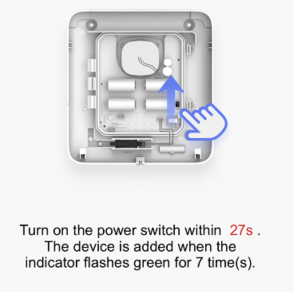 Turn on the power switch within 27s .
The device is added when the
indicator flashes green for 7 time(s).